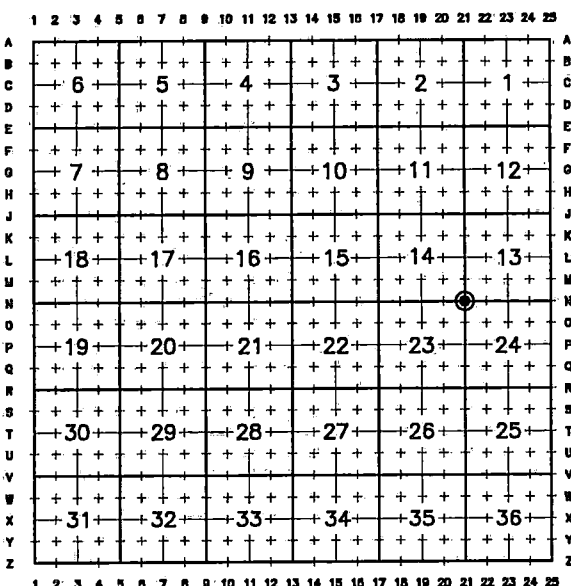 1 2 3 4 5 6 7 8 9 10 11 12 13 14 15 16 17 18 19 20 21 22 23 24 25
A A
B B
C 6 5 4 3 2 1 C
D D
E E
F F
G 7 8 9 10 11 12 G
H H
J J
K K
L 18 17 16 15 14 13 L
M M
N N
O O
P 19 20 21 22 23 24 P
Q Q
R R
S S
T 30 29 28 27 26 25 T
U U
V V
W W
X 31 32 33 34 35 36 X
Y Y
Z Z
1 2 3 4 5 6 7 8 9 10 11 12 13 14 15 16 17 18 19 20 21 22 23 24 25